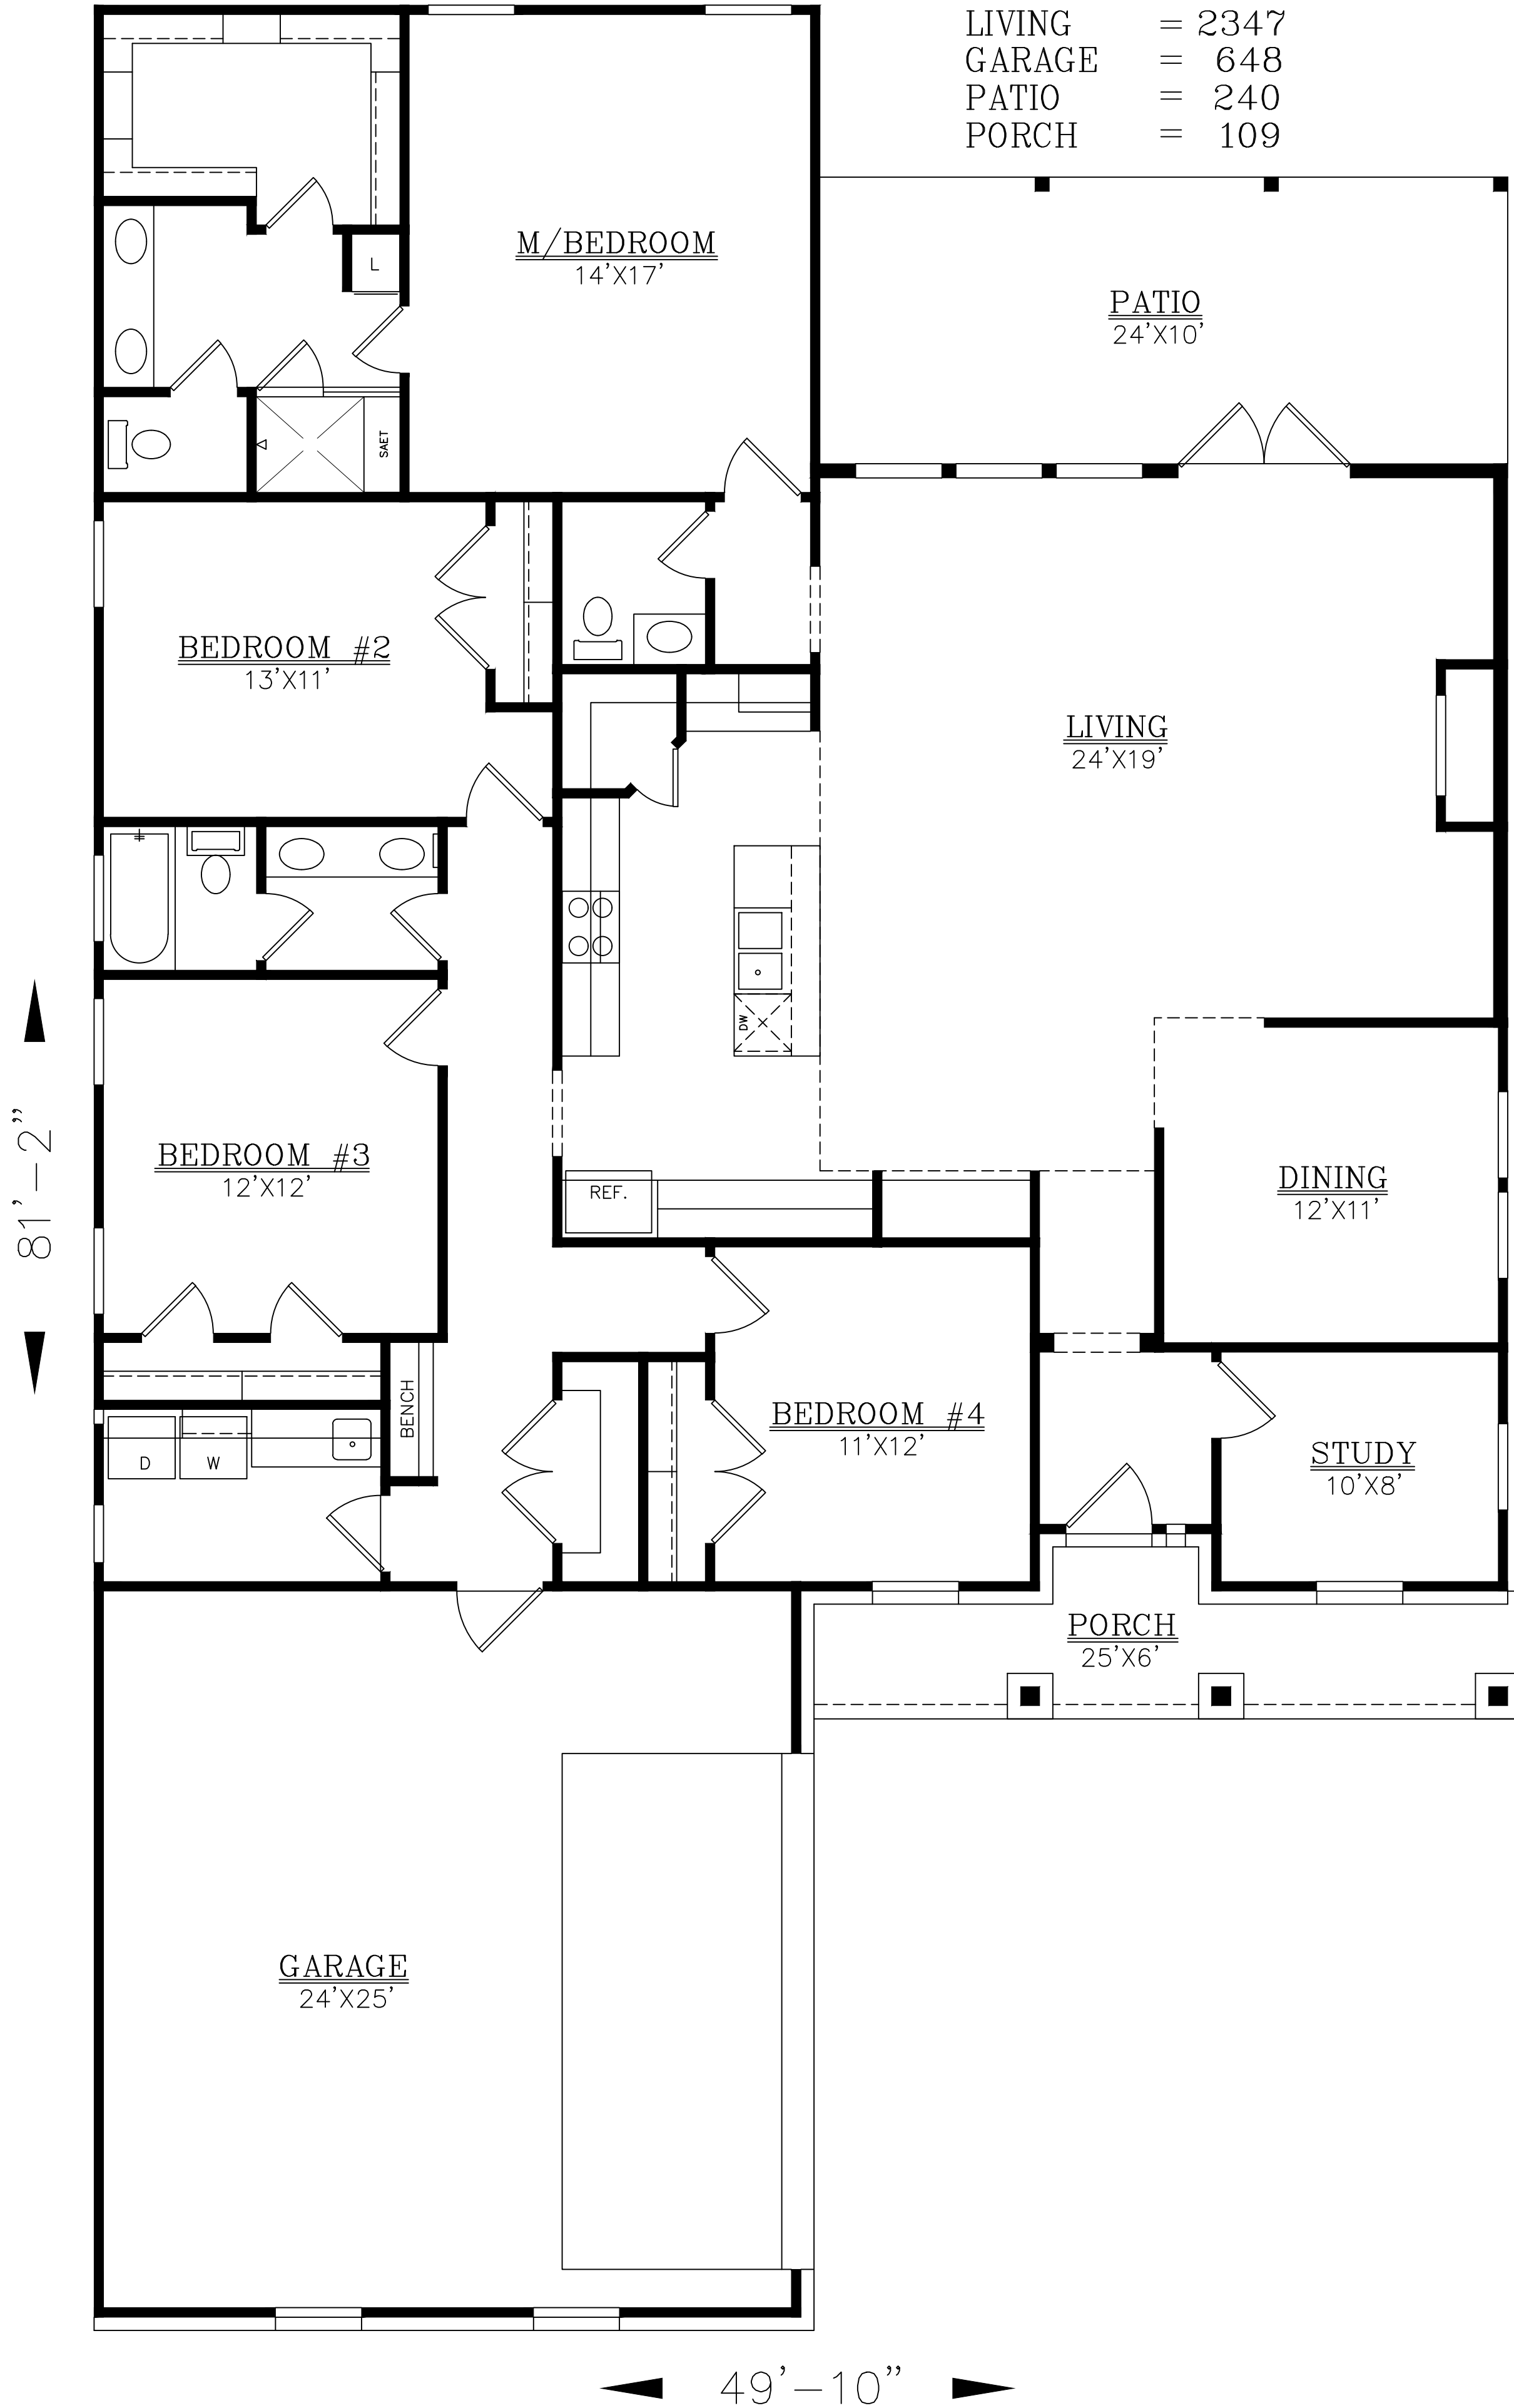 LIVING = 2347
GARAGE = 648
PATIO = 240
PORCH = 109
M/BEDROOM
14'X17'
L
PATIO
24'X10'
SAET
BEDROOM #2
13'X11'
LIVING
24'X19'
DW
BEDROOM #3
12'X12'
REF.
DINING
12'X11'
81'-2"
BENCH
BEDROOM #4
11'X12'
D
W
STUDY
10'X8'
PORCH
25'X6'
GARAGE
24'X25'
49'-10"